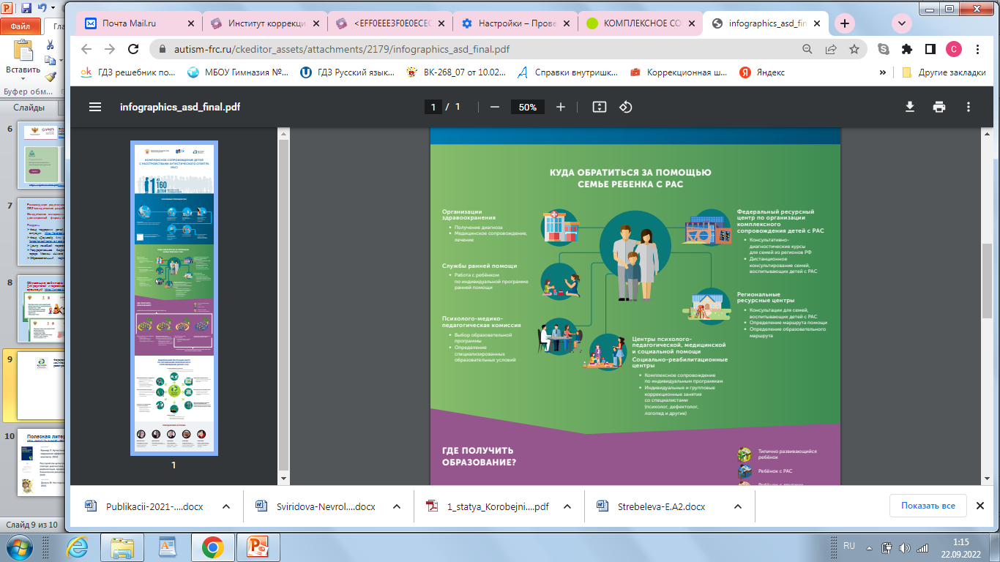 Файл
Гла
Вставить
Буфер обм...
Слайды
6
7
8
9
10
Слайд 9 из 10
Почта Mail.ru
Институт коррекци
<EFF0EEE3F0E0ECEC
Настройки – Прове
КОМПЛЕКСНОЕ СО
infographics_asd_fin
autism-frc.ru/ckeditor_assets/attachments/2179/infographics_asd_final.pdf
C
ГДЗ решебник по...
МБОУ Гимназия №...
ГДЗ Русский язык...
ВК-268_07 от 10.02...
Справки внутришк...
Коррекционная ш...
Яндекс
»
Другие закладки
infographics_asd_final.pdf
1 / 1
50%
КОМПЛЕКСНОЕ СОПРОВОЖДЕНИЕ ДЕТЕЙ
С РАССТРОЙСТВАМИ АУТИСТИЧЕСКОГО СПЕКТРА
(РАС)
1 из 160
ДЕТЕЙ
1
КУДА ОБРАТИТЬСЯ ЗА ПОМОЩЬЮ
СЕМЬЕ РЕБЕНКА С РАС
Организации
здравоохранения
• Получение диагноза
• Медицинское сопровождение,
лечение
Службы ранней помощи
• Работа с ребёнком
по индивидуальной программе
ранней помощи
Психолого-медико-
педагогическая комиссия
• Выбор образовательной
программы
• Определение
специализированных
образовательных условий
Центры психолого-
педагогической, медицинской
и социальной помощи
Социально-реабилитационные
центры
• Комплексное сопровождение
по индивидуальным программам
• Индивидуальные и групповые
коррекционные занятия
со специалистами
(психолог, дефектолог,
логопед и другие)
Федеральный ресурсный
центр по организации
комплексного
сопровождения детей с РАС
• Консультативно-
диагностические курсы
для семей из регионов РФ
• Дистанционное
консультирование семей,
воспитывающих детей с РАС
Региональные
ресурсные центры
• Консультации для семей,
воспитывающих детей с РАС
• Определение маршрута помощи
• Определение образовательного
маршрута
ГДЕ ПОЛУЧИТЬ
ОБРАЗОВАНИЕ?
Типично развивающийся
ребёнок
Ребёнок с РАС
Publikacii-2021-....docx
Sviridova-Nevrol....docx
1_statya_Korobejni....pdf
Strebeleva-E.A2.docx
Показать все
RU
1:15
22.09.2022